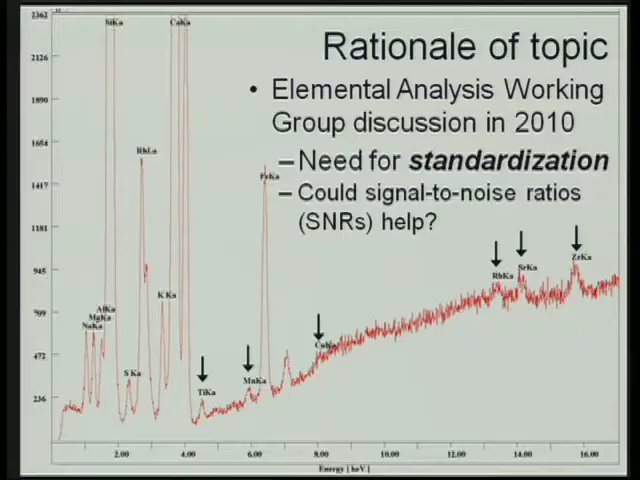 2362
SiKa
CaKa
Rationale of topic
2126
• Elemental Analysis Working
1890
Group discussion in 2010
1654
RhLa
– Need for standardization
1417
FeKa
– Could signal-to-noise ratios
(SNRs) help?
1181
945
RbKa
SrKa
ZrKa
709
K Ka
AlKa
MgKa
NaKa
CuKa
472
S Ka
MnKa
TiKa
236
2.00
4.00
6.00
8.00
10.00
12.00
14.00
16.00
Energy [ keV]